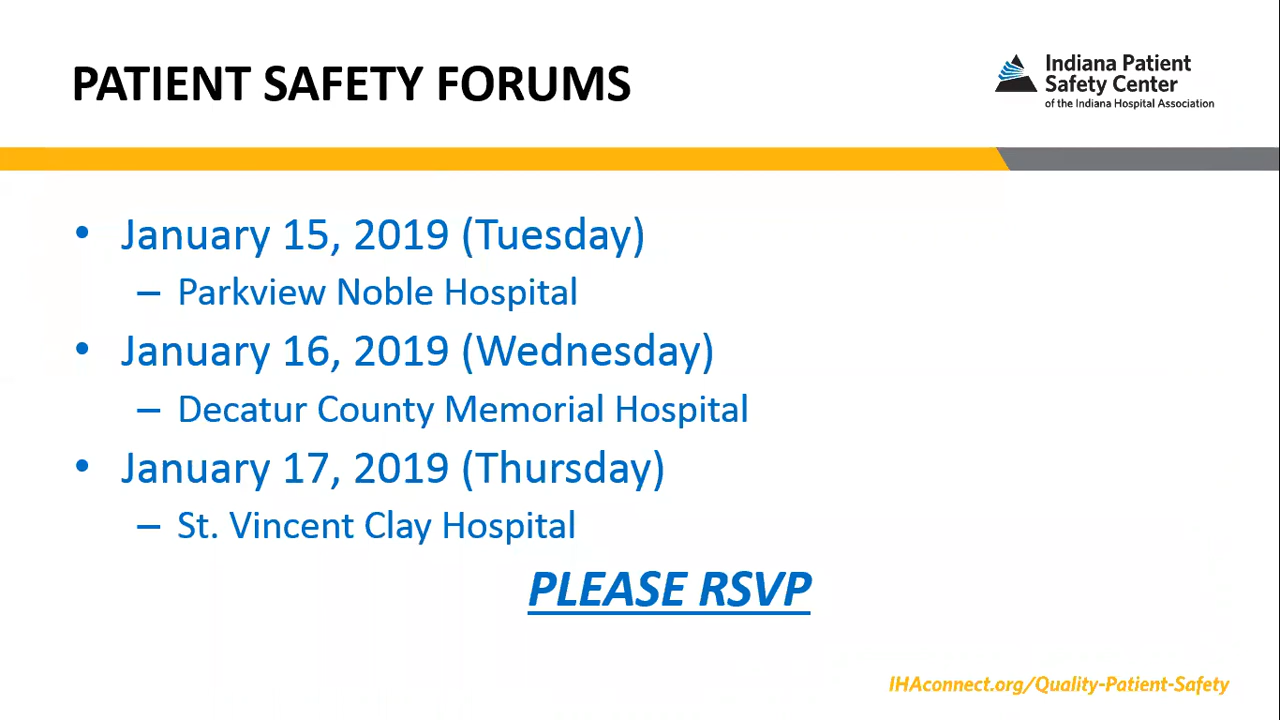 PATIENT SAFETY FORUMS
Indiana Patient
Safety Center
of the Indiana Hospital Association
• January 15, 2019 (Tuesday)
– Parkview Noble Hospital
• January 16, 2019 (Wednesday)
– Decatur County Memorial Hospital
• January 17, 2019 (Thursday)
– St. Vincent Clay Hospital
PLEASE RSVP
IHAconnect.org/Quality-Patient-Safety